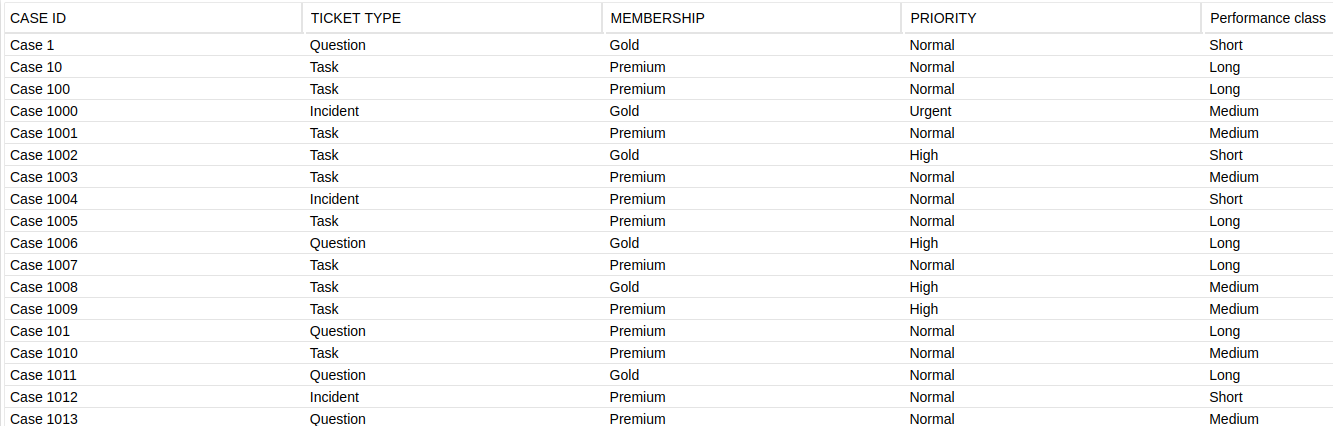 CASE ID TICKET TYPE MEMBERSHIP PRIORITY Performance class
Case 1 Question Gold Normal Short
Case 10 Task Premium Normal Long
Case 100 Task Premium Normal Long
Case 1000 Incident Gold Urgent Medium
Case 1001 Task Premium Normal Medium
Case 1002 Task Gold High Short
Case 1003 Task Premium Normal Medium
Case 1004 Incident Premium Normal Short
Case 1005 Task Premium Normal Long
Case 1006 Question Gold High Long
Case 1007 Task Premium Normal Long
Case 1008 Task Gold High Medium
Case 1009 Task Premium High Medium
Case 101 Question Premium Normal Long
Case 1010 Task Premium Normal Medium
Case 1011 Question Gold Normal Long
Case 1012 Incident Premium Normal Short
Case 1013 Question Premium Normal Medium